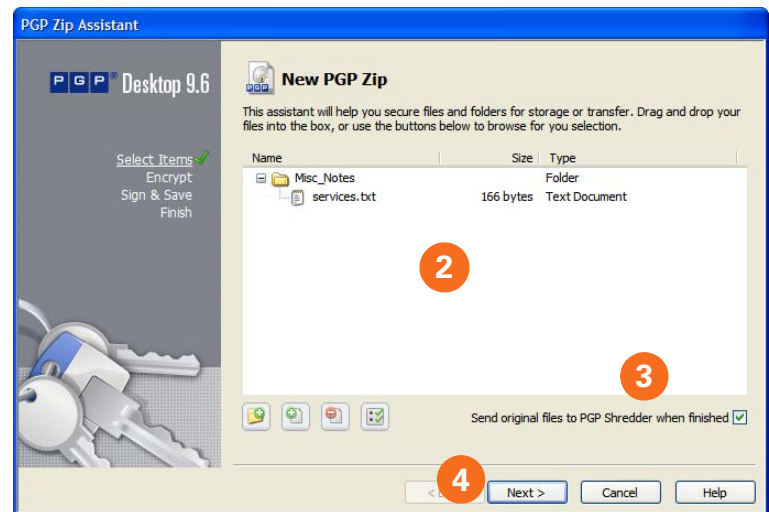 PGP Zip Assistant
PGP® Desktop 9.6
Select Items
Encrypt
Sign & Save
Finish
New PGP Zip
This assistant will help you secure files and folders for storage or transfer. Drag and drop your
files into the box, or use the buttons below to browse for you selection.
Name Size Type
Misc_Notes Folder
services.txt 166 bytes Text Document
2
3
Send original files to PGP Shredder when finished
4
Next > Cancel Help